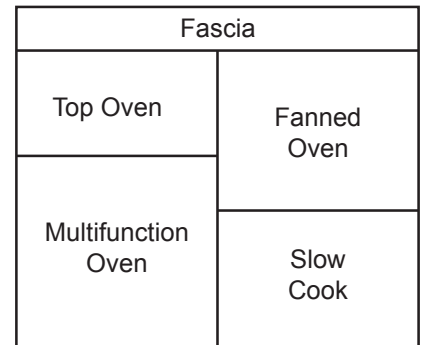 Fascia
Top Oven
Fanned
Oven
Multifunction
Oven
Slow
Cook